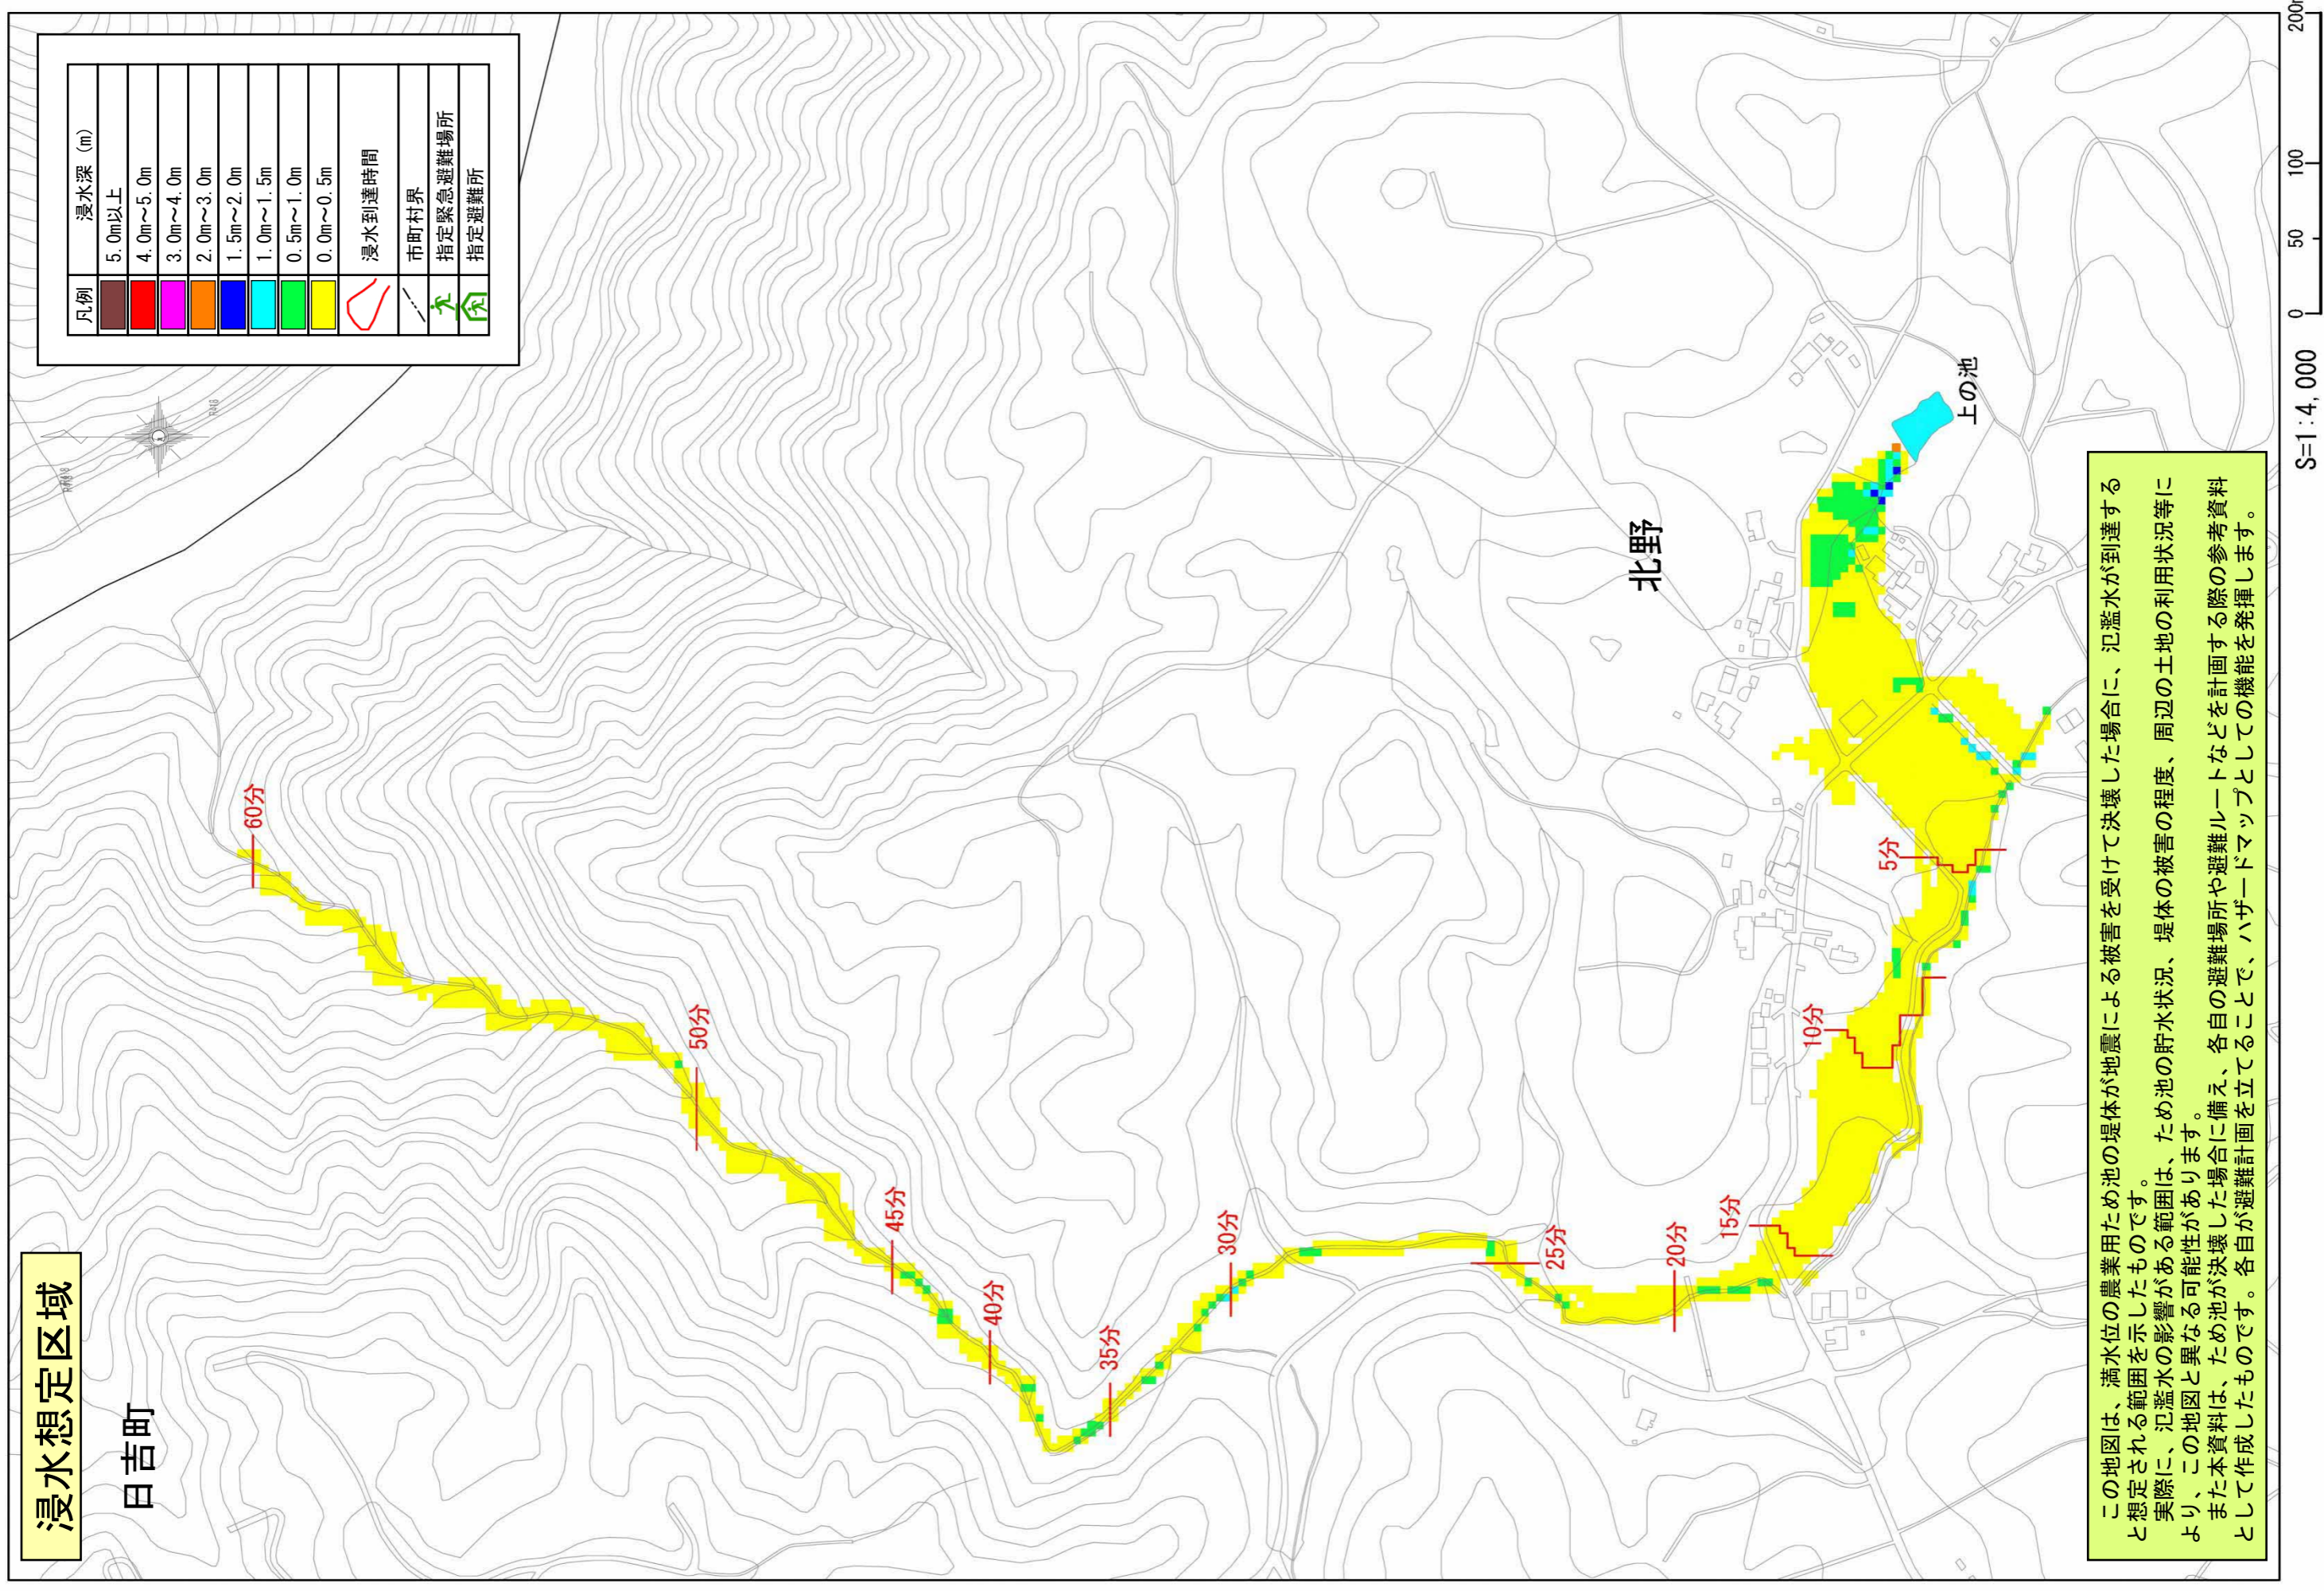 浸水想定区域
日吉町
凡例 浸水深 (m)
5.0m以上
4.0m～5.0m
3.0m～4.0m
2.0m～3.0m
1.5m～2.0m
1.0m～1.5m
0.5m～1.0m
0.0m～0.5m
浸水到達時間
市町村界
指定緊急避難場所
指定避難所
60分
50分
45分
40分
35分
30分
25分
20分
15分
10分
5分
北野
上の池
この地図は、満水位の農業用ため池の堤体が地震による被害を受けて決壊した場合に、氾濫水が到達する
と想定される範囲を示したものです。
実際に、氾濫水の影響がある範囲は、ため池の貯水状況、堤体の被害の程度、周辺の土地の利用状況等に
より、この地図と異なる可能性があります。
また本資料は、ため池が決壊した場合に備え、各自の避難場所や避難ルートなどを計画する際の参考資料
として作成したものです。各自が避難計画を立てることで、ハザードマップとしての機能を発揮します。
S=1:4,000
0 50 100 200m